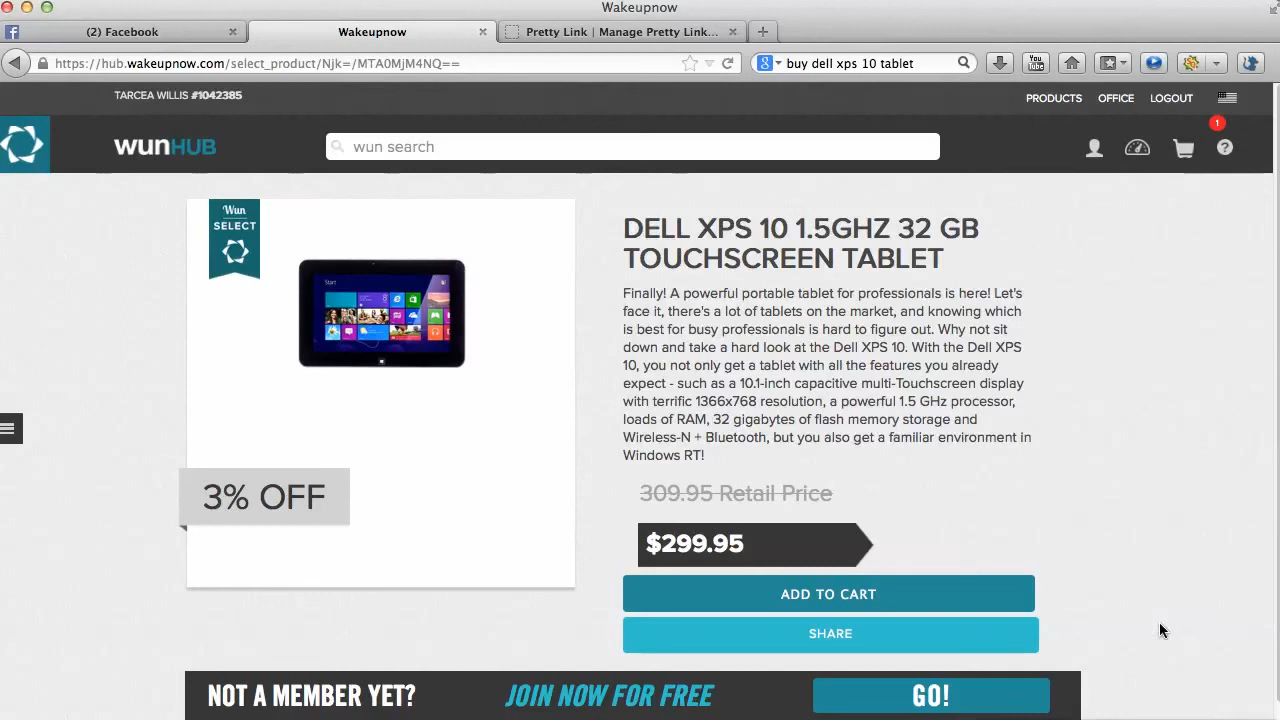 Wakeupnow
(2) Facebook
Wakeupnow
Pretty Link | Manage Pretty Link...
https://hub.wakeupnow.com/select_product/Njk=/MTA0MjM4NQ==
buy dell xps 10 tablet
TARCEA WILLIS #1042385
PRODUCTS OFFICE LOGOUT
wunHUB
wun search
1
Wun
SELECT
Start
DELL XPS 10 1.5GHZ 32 GB
TOUCHSCREEN TABLET
Finally! A powerful portable tablet for professionals is here! Let's
face it, there's a lot of tablets on the market, and knowing which
is best for busy professionals is hard to figure out. Why not sit
down and take a hard look at the Dell XPS 10. With the Dell XPS
10, you not only get a tablet with all the features you already
expect - such as a 10.1-inch capacitive multi-Touchscreen display
with terrific 1366x768 resolution, a powerful 1.5 GHz processor,
loads of RAM, 32 gigabytes of flash memory storage and
Wireless-N + Bluetooth, but you also get a familiar environment in
Windows RT!
3% OFF
309.95 Retail Price
$299.95
ADD TO CART
SHARE
NOT A MEMBER YET? JOIN NOW FOR FREE GO!